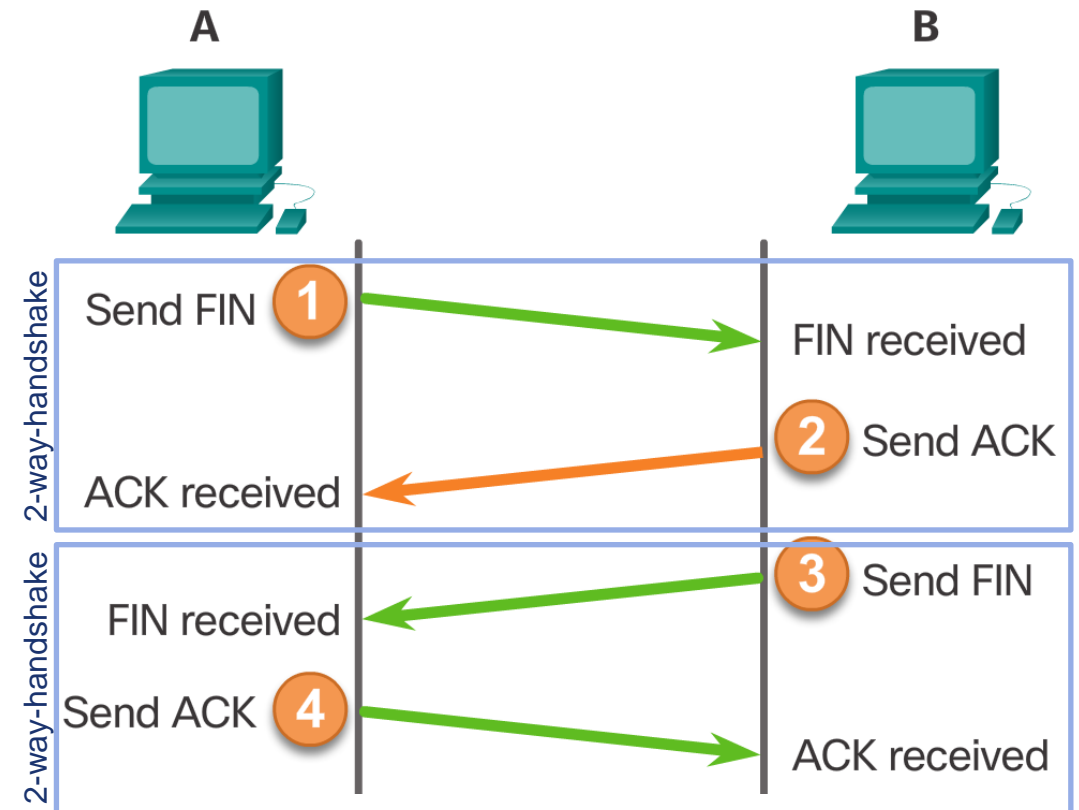 A
B
2-way-handshake
Send FIN 1
FIN received
2 Send ACK
ACK received
2-way-handshake
3 Send FIN
FIN received
Send ACK 4
ACK received